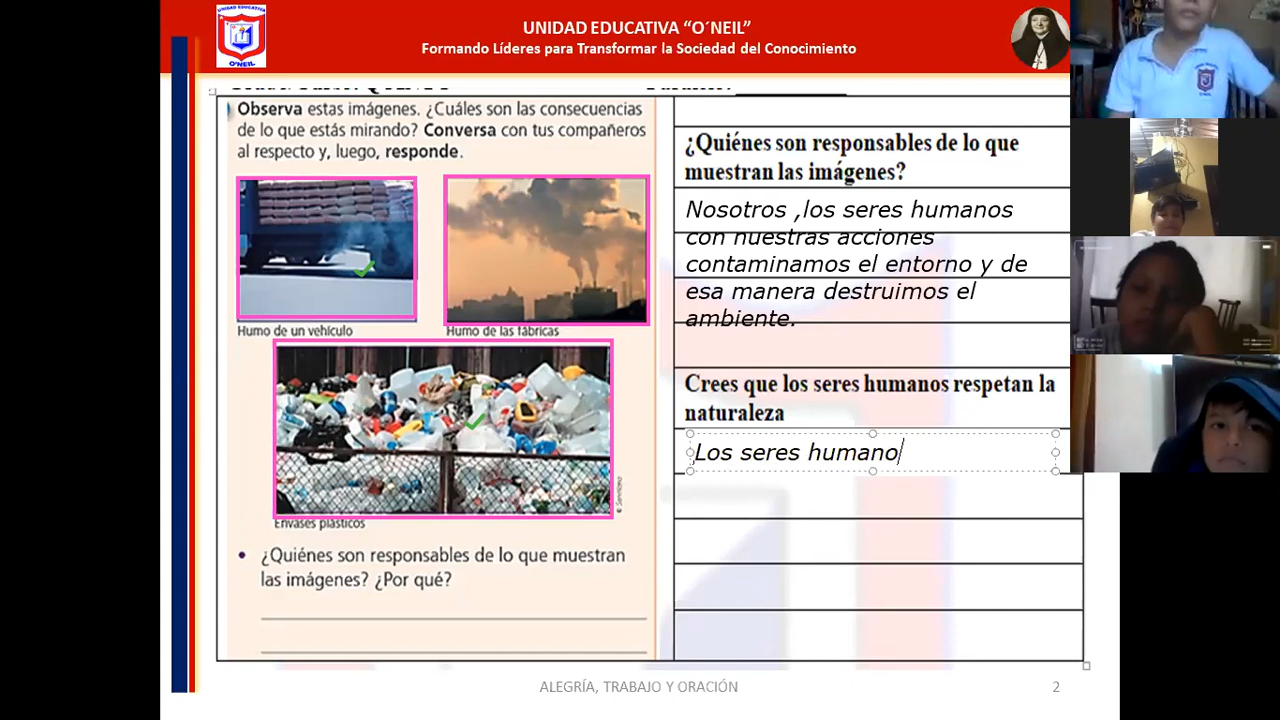 UNIDAD EDUCATIVA
O'NEIL
UNIDAD EDUCATIVA “O´NEIL”
Formando Líderes para Transformar la Sociedad del Conocimiento
Observa estas imágenes. ¿Cuáles son las consecuencias
de lo que estás mirando? Conversa con tus compañeros
al respecto y, luego, responde.
Humo de un vehículo
Humo de las fábricas
Envases plásticos
• ¿Quiénes son responsables de lo que muestran
las imágenes? ¿Por qué?
¿Quiénes son responsables de lo que
muestran las imágenes?
Nosotros ,los seres humanos
con nuestras acciones
contaminamos el entorno y de
esa manera destruimos el
ambiente.
Crees que los seres humanos respetan la
naturaleza
Los seres humano
ALEGRÍA, TRABAJO Y ORACIÓN
2